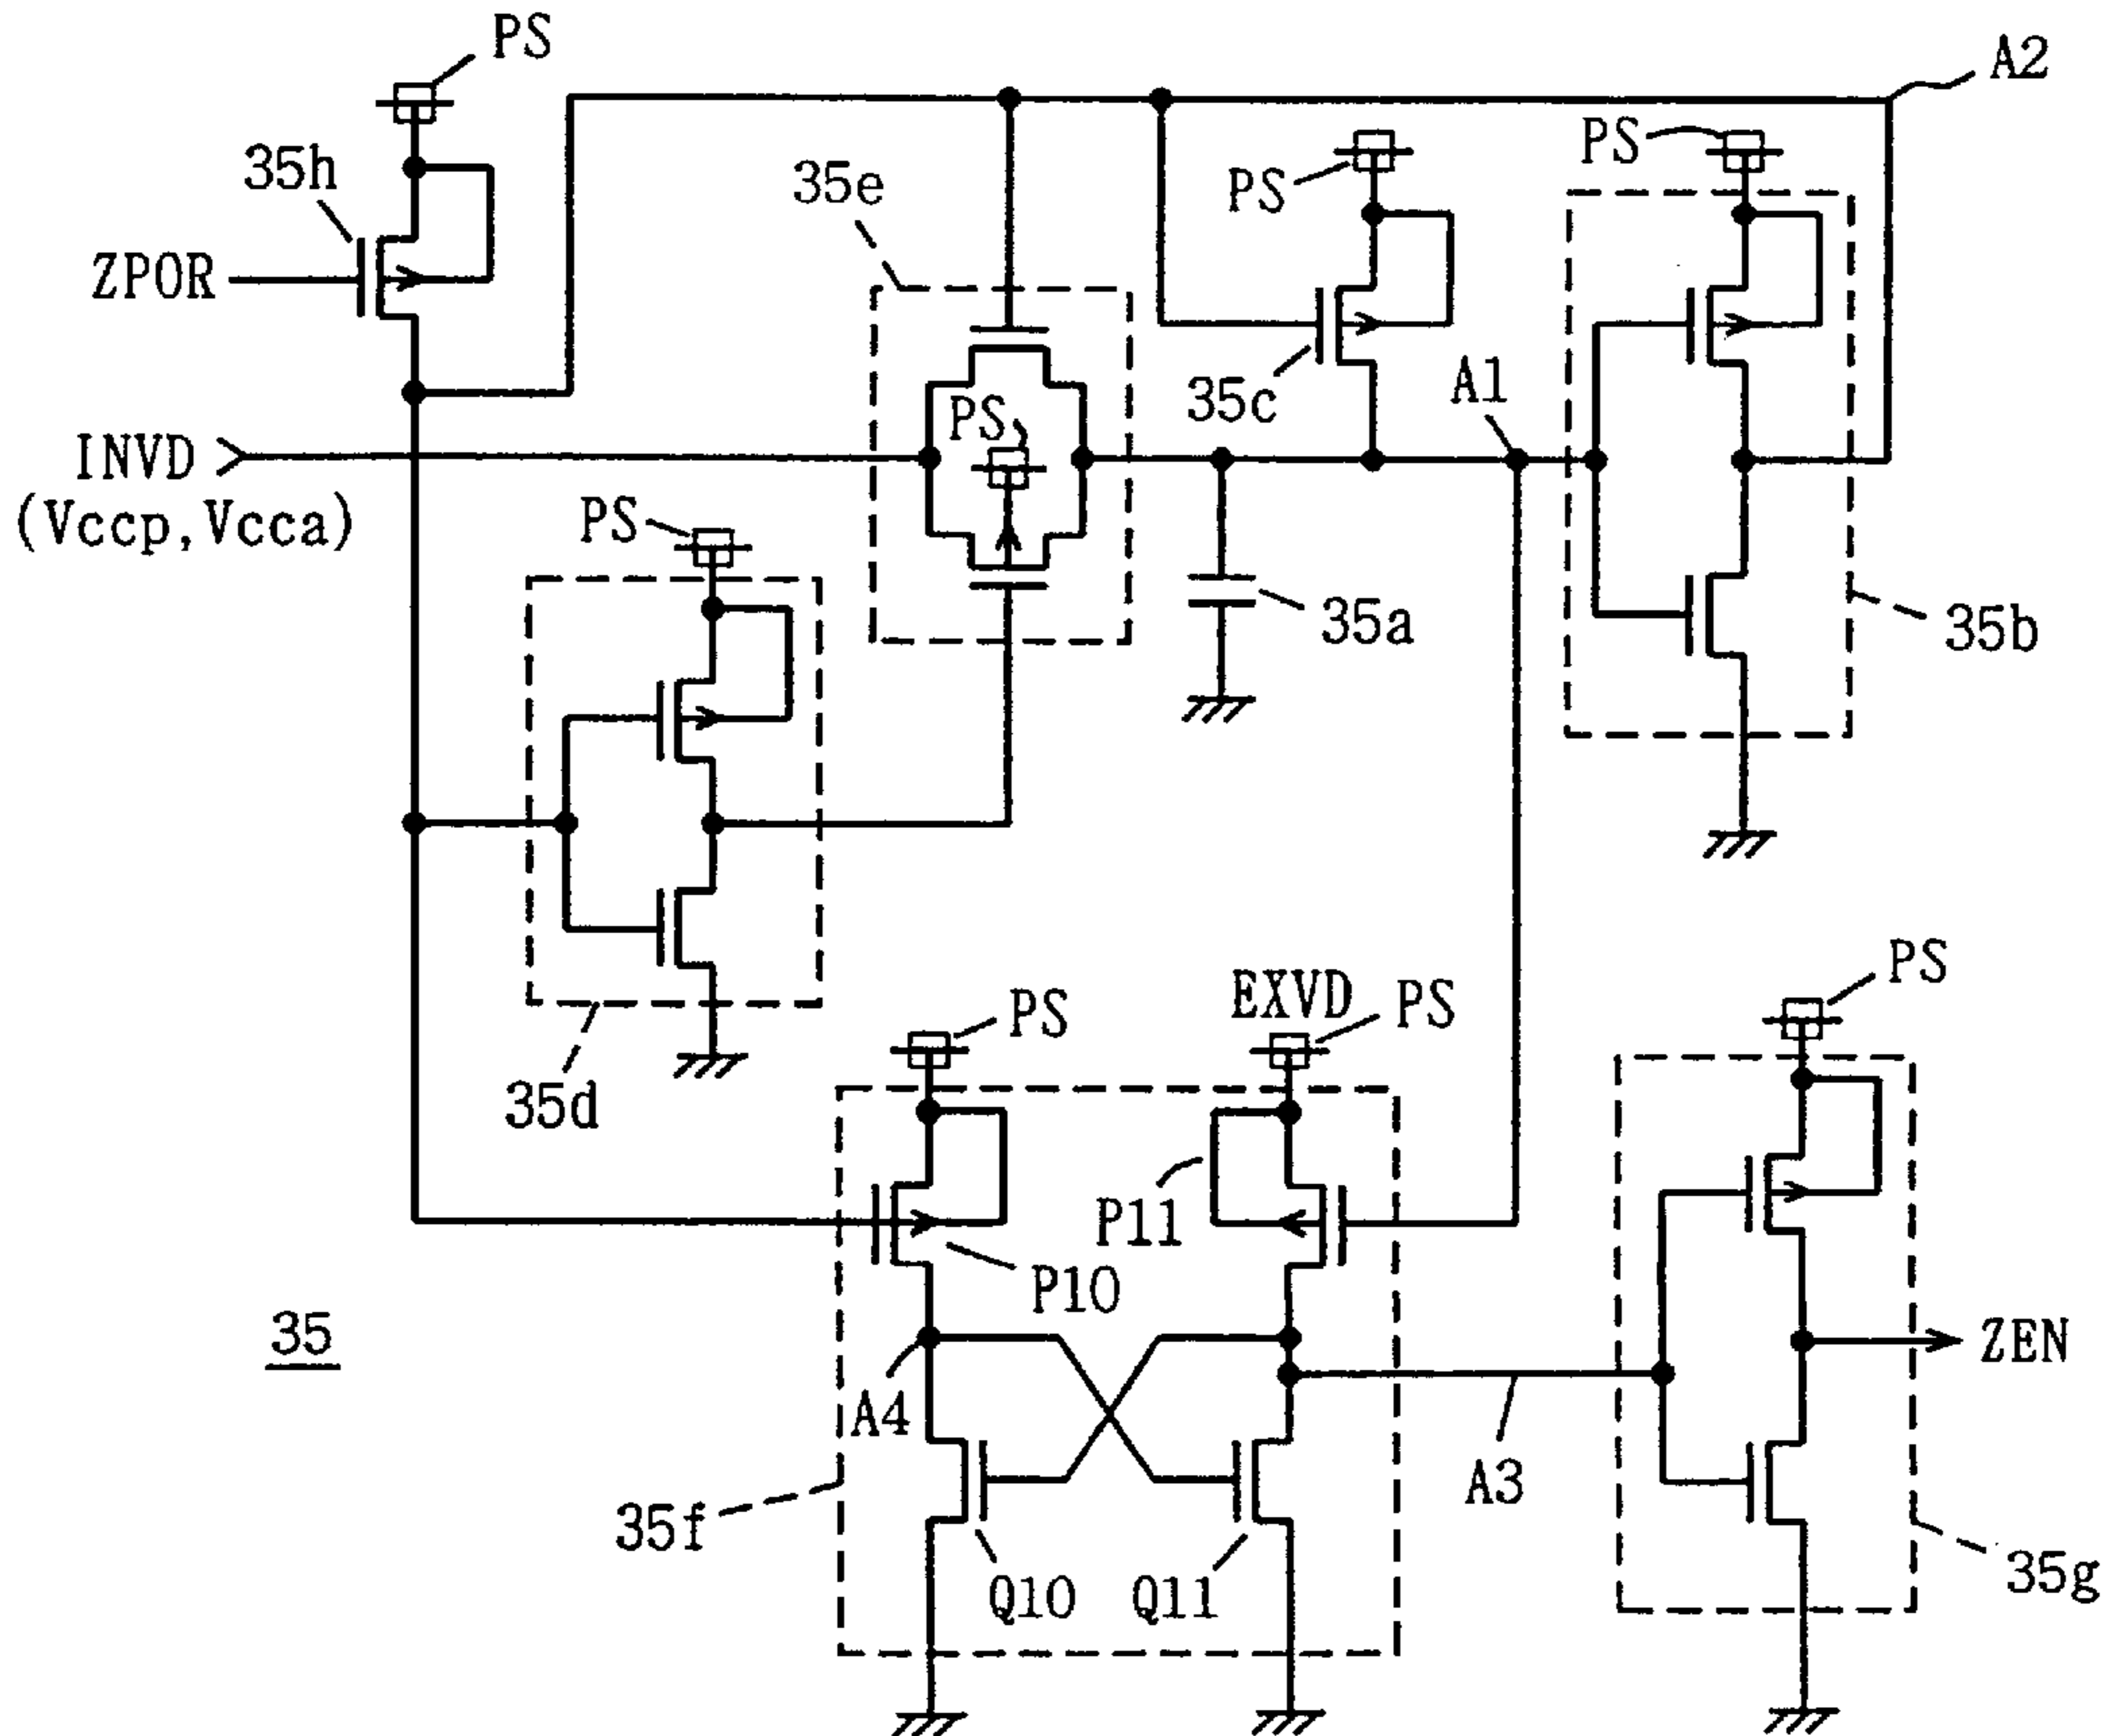 PS
A2
PS
PS
35h
35e
ZPOR
35c
A1
PS
INVD
(Vccp,Vcca)
PS
35a
35b
35d
PS
EXVD
PS
PS
P11
P10
35
ZEN
A4
A3
35f
Q10
Q11
35g